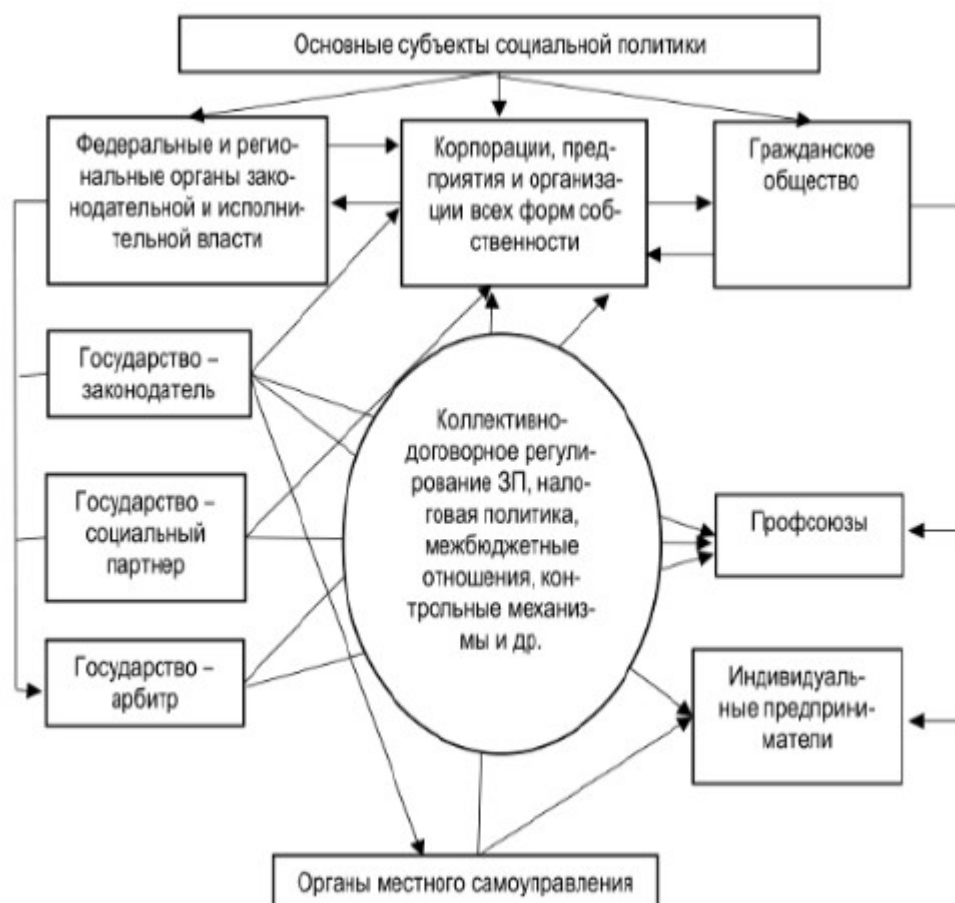 Основные субъекты социальной политики
Федеральные и регио-
нальные органы зако-
нодательной и исполни-
тельной власти
Корпорации, пред-
приятия и организа-
ции всех форм соб-
ственности
Гражданское
общество
Государство –
законодатель
Государство –
социальный
партнер
Государство –
арбитр
Коллективно-
договорное регули-
рование ЗП, нало-
говая политика,
межбюджетные
отношения, кон-
трольные механиз-
мы и др.
Профсоюзы
Индивидуаль-
ные предприни-
матели
Органы местного самоуправления